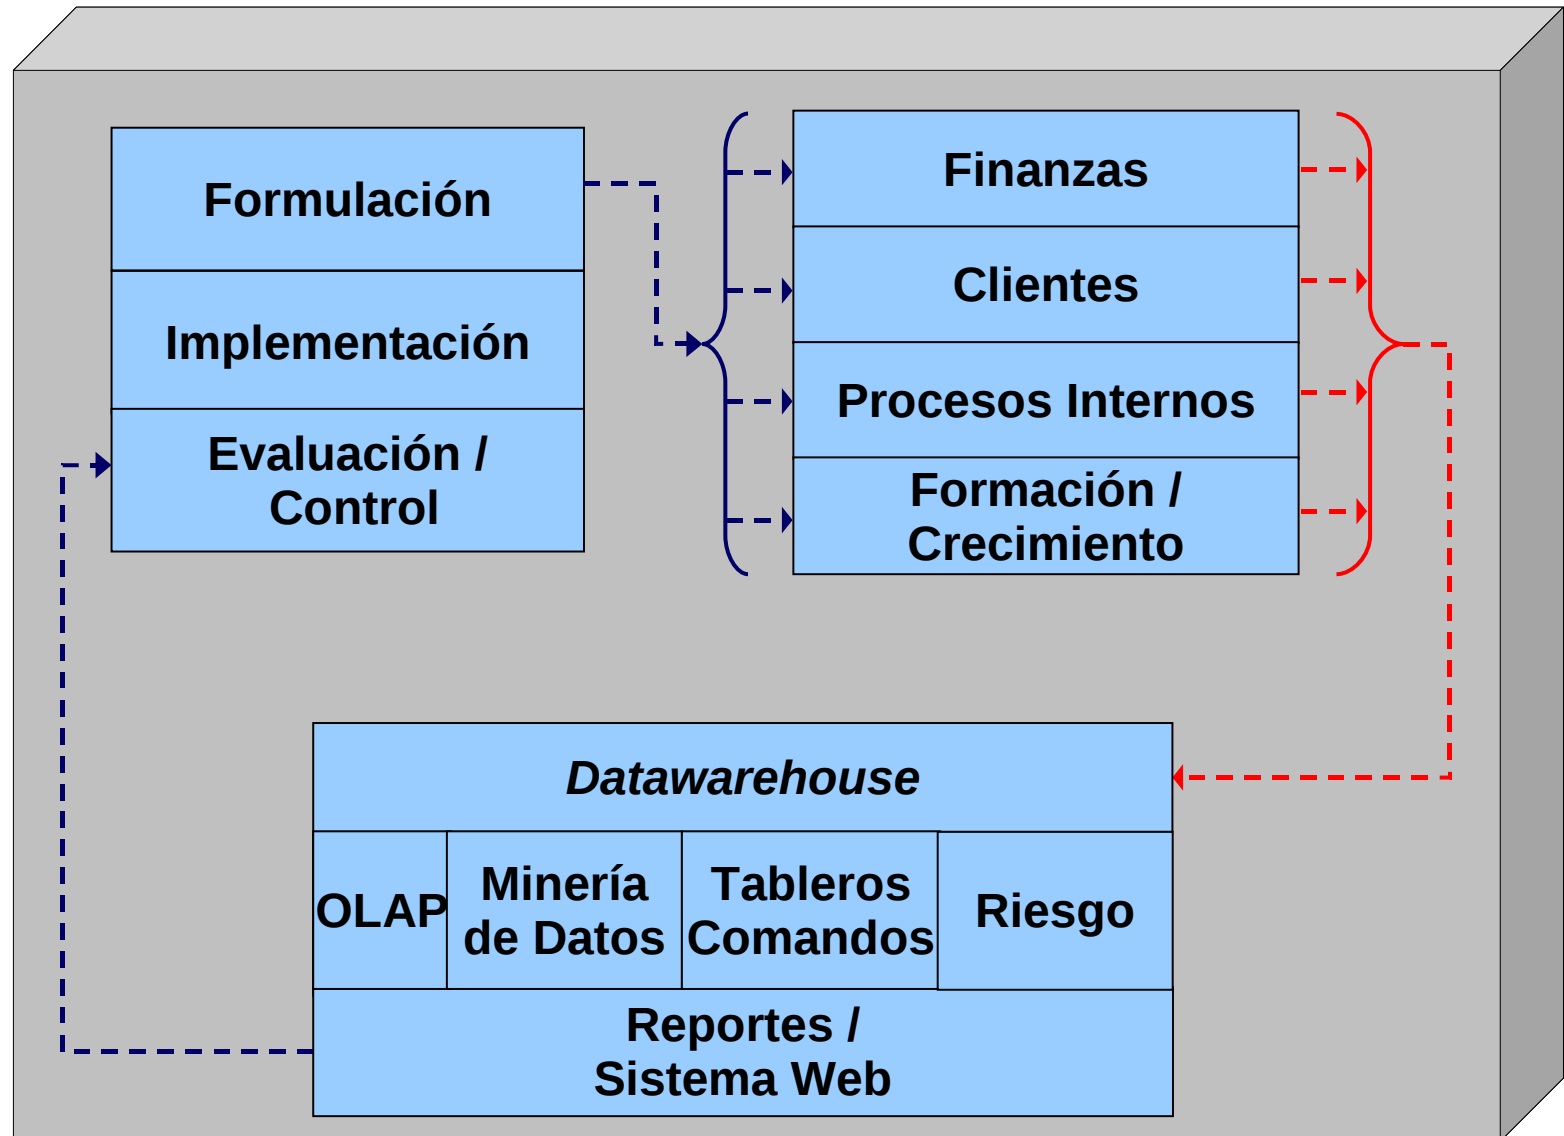 Formulación
Implementación
Evaluación /
Control
Finanzas
Clientes
Procesos Internos
Formación /
Crecimiento
Datawarehouse
OLAP
Minería
de Datos
Tableros
Comandos
Riesgo
Reportes /
Sistema Web